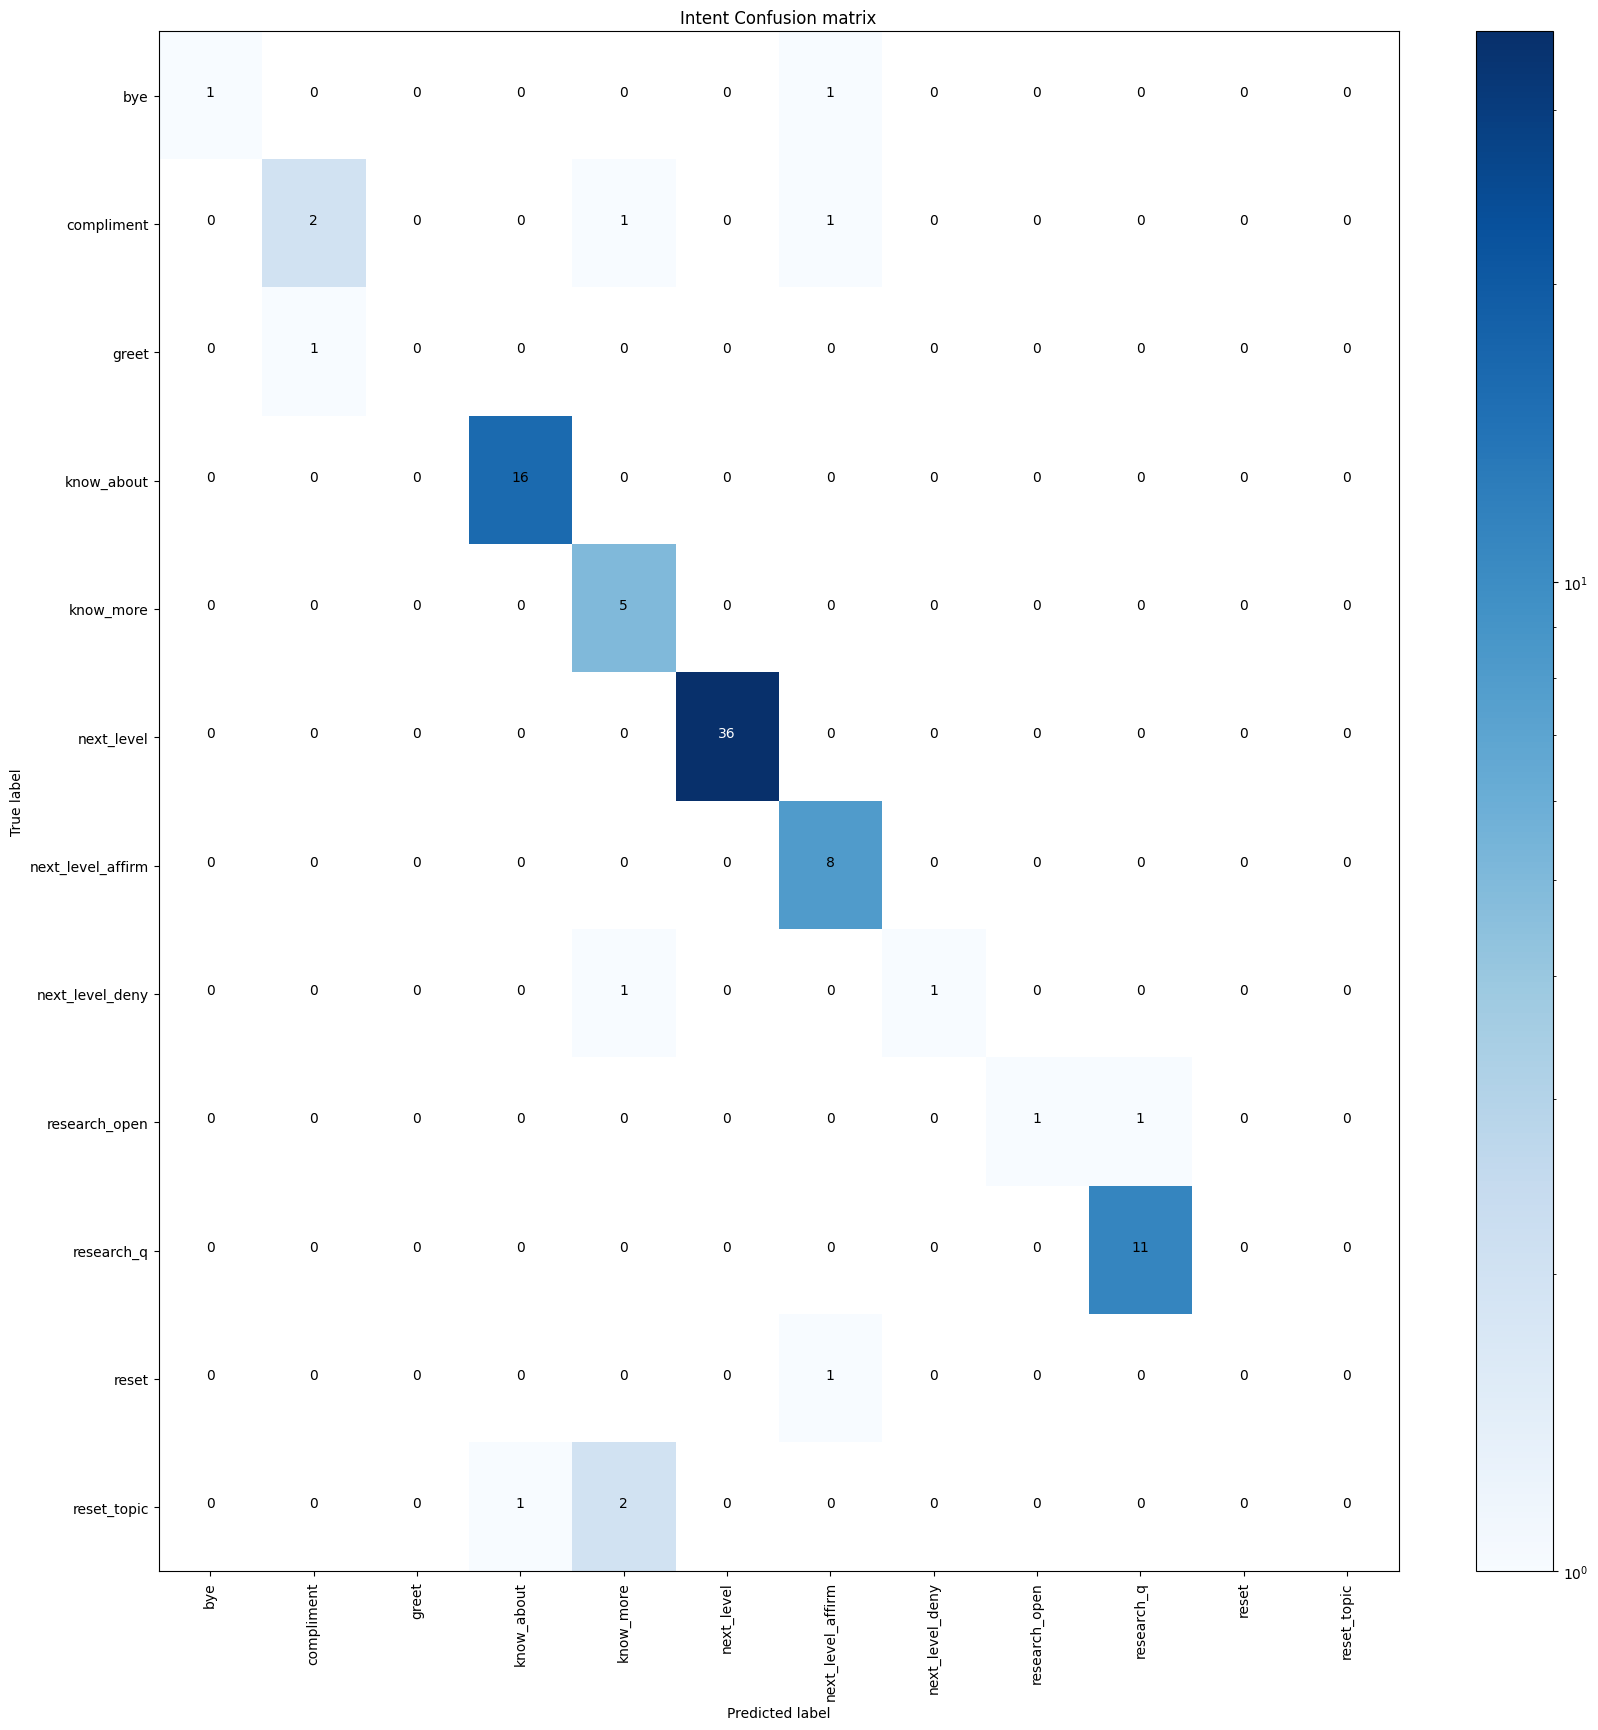 Intent Confusion matrix
bye 1 0 0 0 0 0 1 0 0 0 0 0
compliment 0 2 0 0 1 0 1 0 0 0 0 0
greet 0 1 0 0 0 0 0 0 0 0 0 0
know_about 0 0 0 16 0 0 0 0 0 0 0 0
know_more 0 0 0 0 5 0 0 0 0 0 0 0
next_level 0 0 0 0 0 36 0 0 0 0 0 0
next_level_affirm 0 0 0 0 0 0 8 0 0 0 0 0
next_level_deny 0 0 0 0 1 0 0 1 0 0 0 0
research_open 0 0 0 0 0 0 0 0 1 1 0 0
research_q 0 0 0 0 0 0 0 0 0 11 0 0
reset 0 0 0 0 0 0 1 0 0 0 0 0
reset_topic 0 0 0 1 2 0 0 0 0 0 0 0
True label
bye compliment greet know_about know_more next_level next_level_affirm next_level_deny research_open research_q reset reset_topic
Predicted label
10¹
10⁰